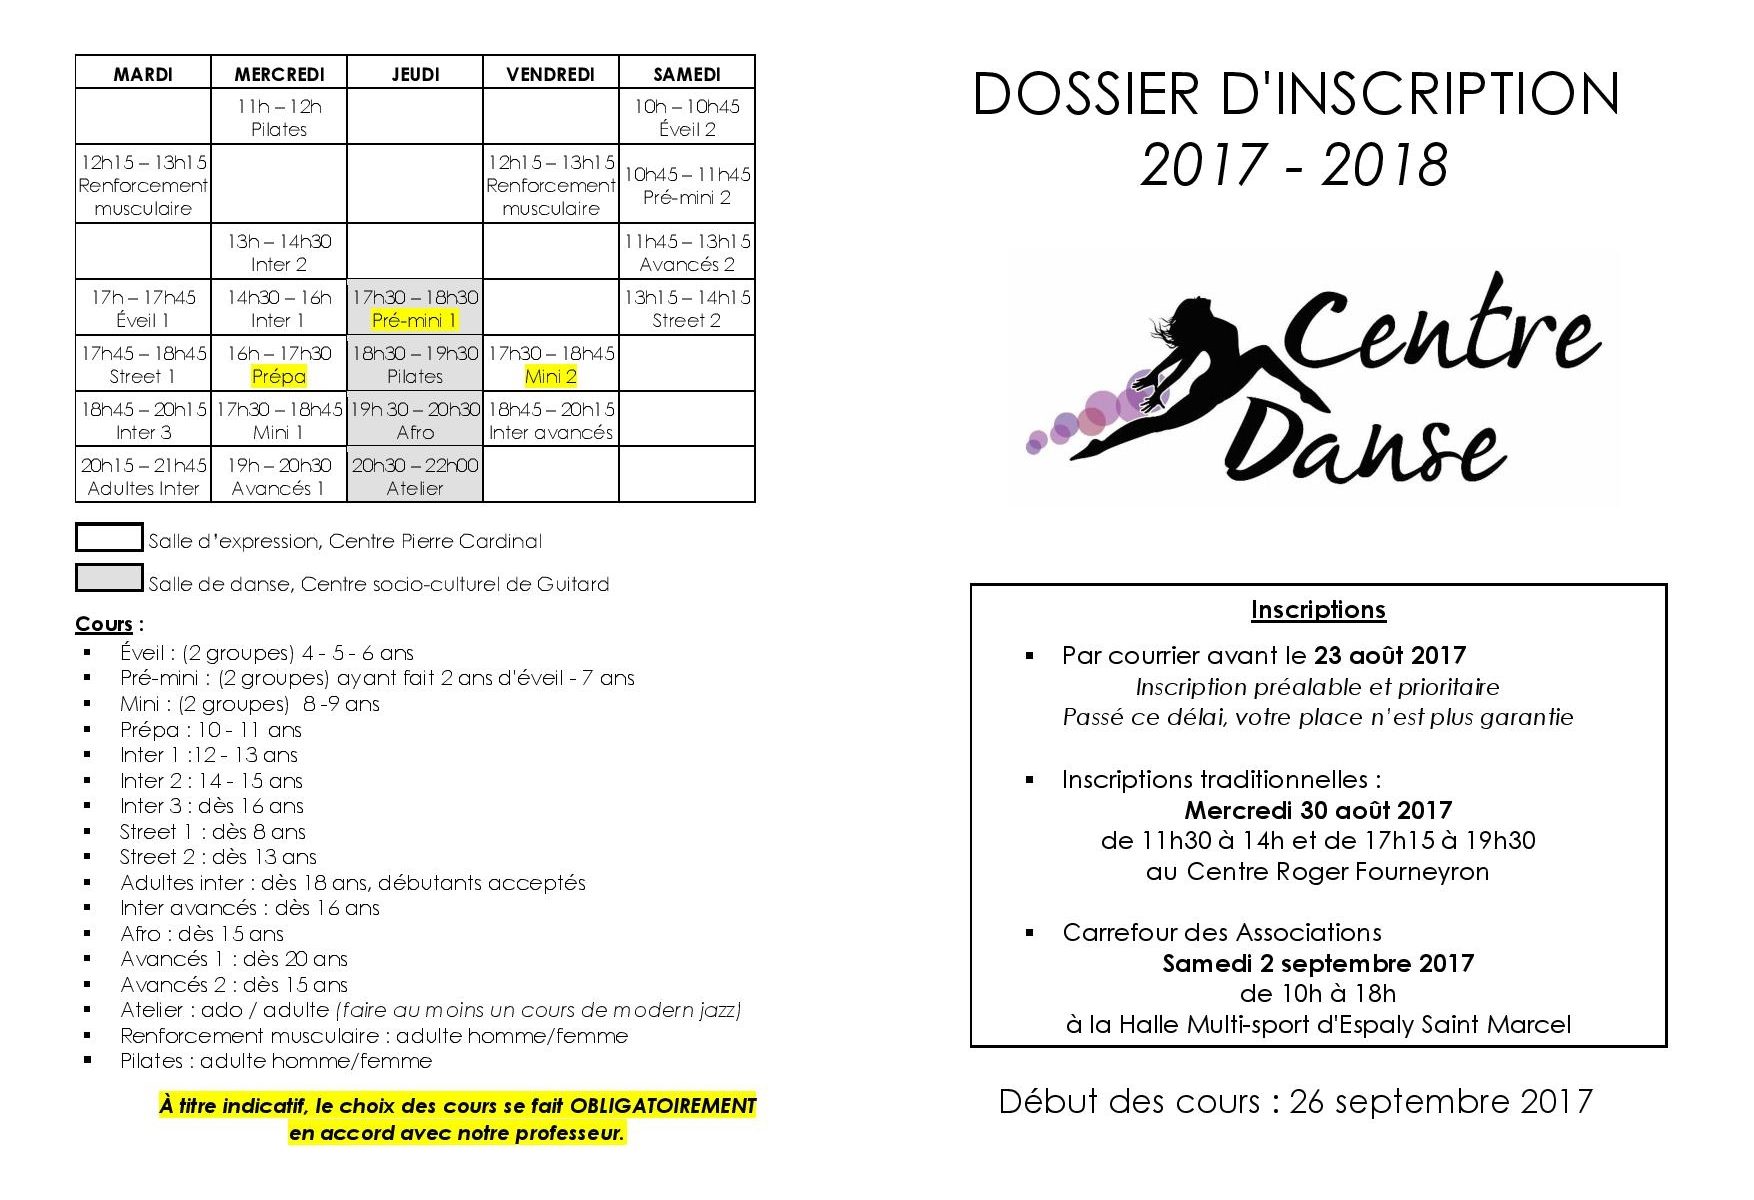 MARDI MERCREDI JEUDI VENDREDI SAMEDI
11h – 12h 10h – 10h45
Pilates Éveil 2
12h15 – 13h15 12h15 – 13h15 10h45 – 11h45
Renforcement Renforcement Pré-mini 2
musculaire musculaire
13h – 14h30 11h45 – 13h15
Inter 2 Avancés 2
17h – 17h45 14h30 – 16h 17h30 – 18h30 13h15 – 14h15
Éveil 1 Inter 1 Pré-mini 1 Street 2
17h45 – 18h45 16h – 17h30 18h30 – 19h30 17h30 – 18h45
Street 1 Prépa Pilates Mini 2
18h45 – 20h15 17h30 – 18h45 19h 30 – 20h30 18h45 – 20h15
Inter 3 Mini 1 Afro Inter avancés
20h15 – 21h45 19h – 20h30 20h30 – 22h00
Adultes Inter Avancés 1 Atelier
Salle d’expression, Centre Pierre Cardinal
Salle de danse, Centre socio-culturel de Guitard
Cours :
▪ Éveil : (2 groupes) 4 - 5 - 6 ans
▪ Pré-mini : (2 groupes) ayant fait 2 ans d'éveil - 7 ans
▪ Mini : (2 groupes) 8 -9 ans
▪ Prépa : 10 - 11 ans
▪ Inter 1 :12 - 13 ans
▪ Inter 2 : 14 - 15 ans
▪ Inter 3 : dès 16 ans
▪ Street 1 : dès 8 ans
▪ Street 2 : dès 13 ans
▪ Adultes inter : dès 18 ans, débutants acceptés
▪ Inter avancés : dès 16 ans
▪ Afro : dès 15 ans
▪ Avancés 1 : dès 20 ans
▪ Avancés 2 : dès 15 ans
▪ Atelier : ado / adulte (faire au moins un cours de modern jazz)
▪ Renforcement musculaire : adulte homme/femme
▪ Pilates : adulte homme/femme
À titre indicatif, le choix des cours se fait OBLIGATOIREMENT
en accord avec notre professeur.
DOSSIER D'INSCRIPTION
2017 - 2018
Centre
Danse
Inscriptions
▪ Par courrier avant le 23 août 2017
Inscription préalable et prioritaire
Passé ce délai, votre place n’est plus garantie
▪ Inscriptions traditionnelles :
Mercredi 30 août 2017
de 11h30 à 14h et de 17h15 à 19h30
au Centre Roger Fourneyron
▪ Carrefour des Associations
Samedi 2 septembre 2017
de 10h à 18h
à la Halle Multi-sport d'Espaly Saint Marcel
Début des cours : 26 septembre 2017